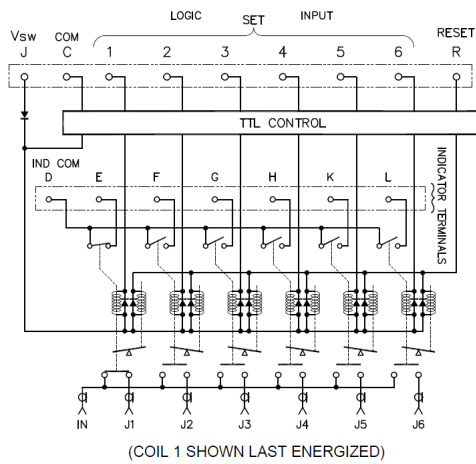 LOGIC SET INPUT
Vsw COM RESET
J C 1 2 3 4 5 6 R
TTL CONTROL
IND COM
D E F G H K L
INDICATOR TERMINALS
IN J1 J2 J3 J4 J5 J6
(COIL 1 SHOWN LAST ENERGIZED)